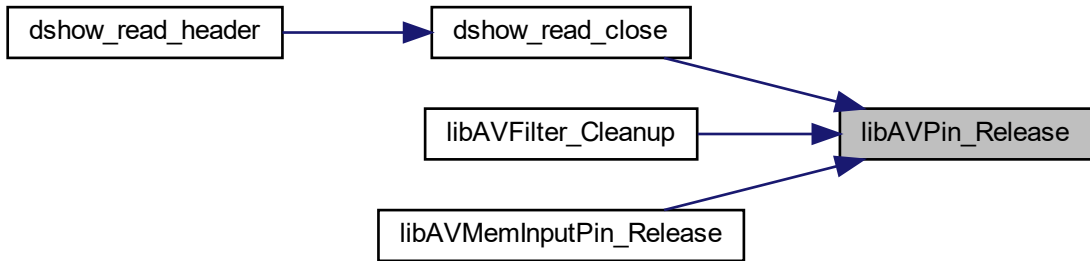 dshow_read_header
dshow_read_close
libAVFilter_Cleanup
libAVPin_Release
libAVMemInputPin_Release